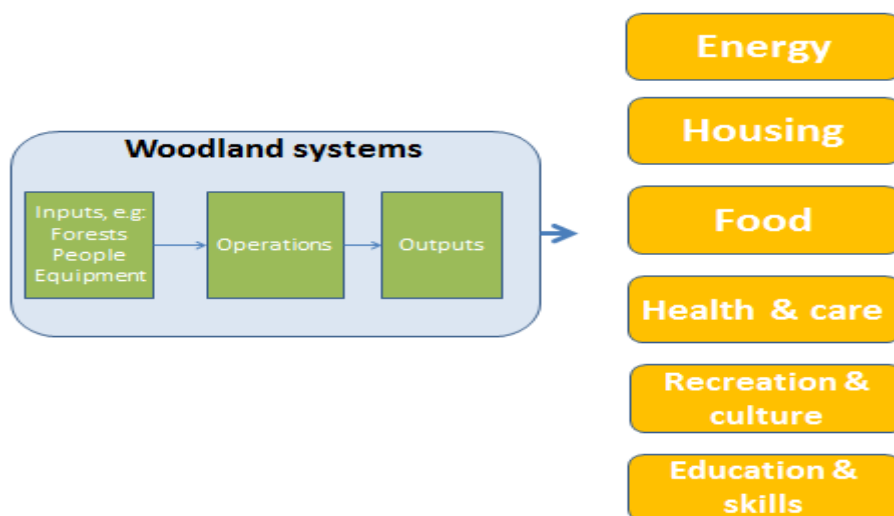 Woodland systems
Inputs, e.g:
Forests
People
Equipment
Operations
Outputs
Energy
Housing
Food
Health & care
Recreation &
culture
Education &
skills